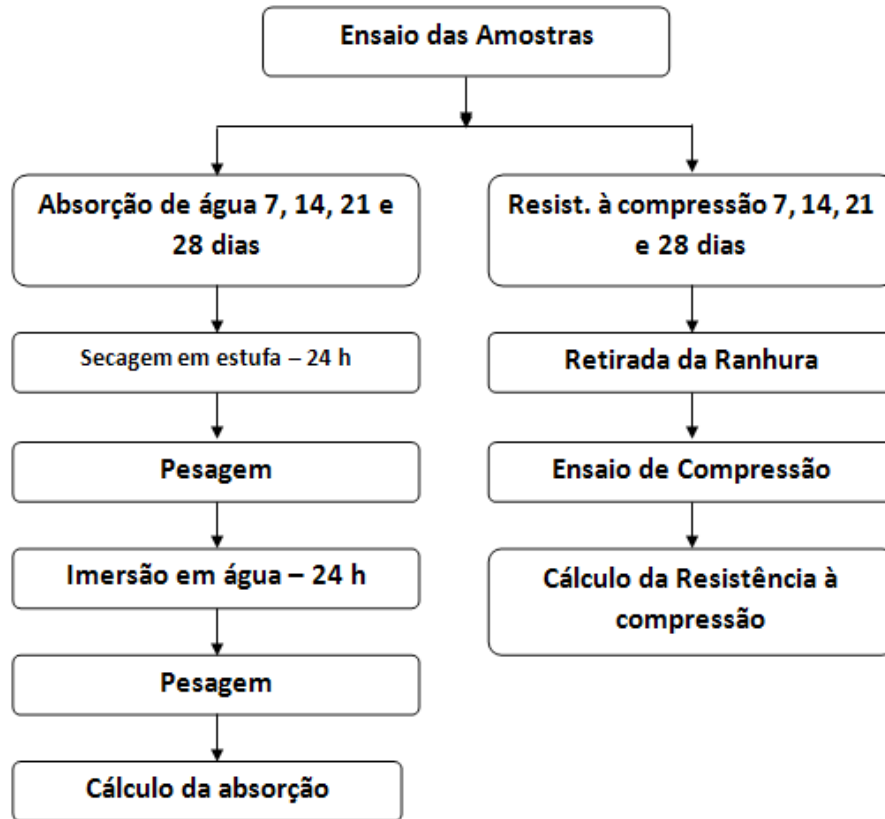 Ensaio das Amostras
Absorção de água 7, 14, 21 e
28 dias
Resist. à compressão 7, 14, 21
e 28 dias
Secagem em estufa – 24 h
Retirada da Ranhura
Pesagem
Ensaio de Compressão
Imersão em água – 24 h
Cálculo da Resistência à
compressão
Pesagem
Cálculo da absorção